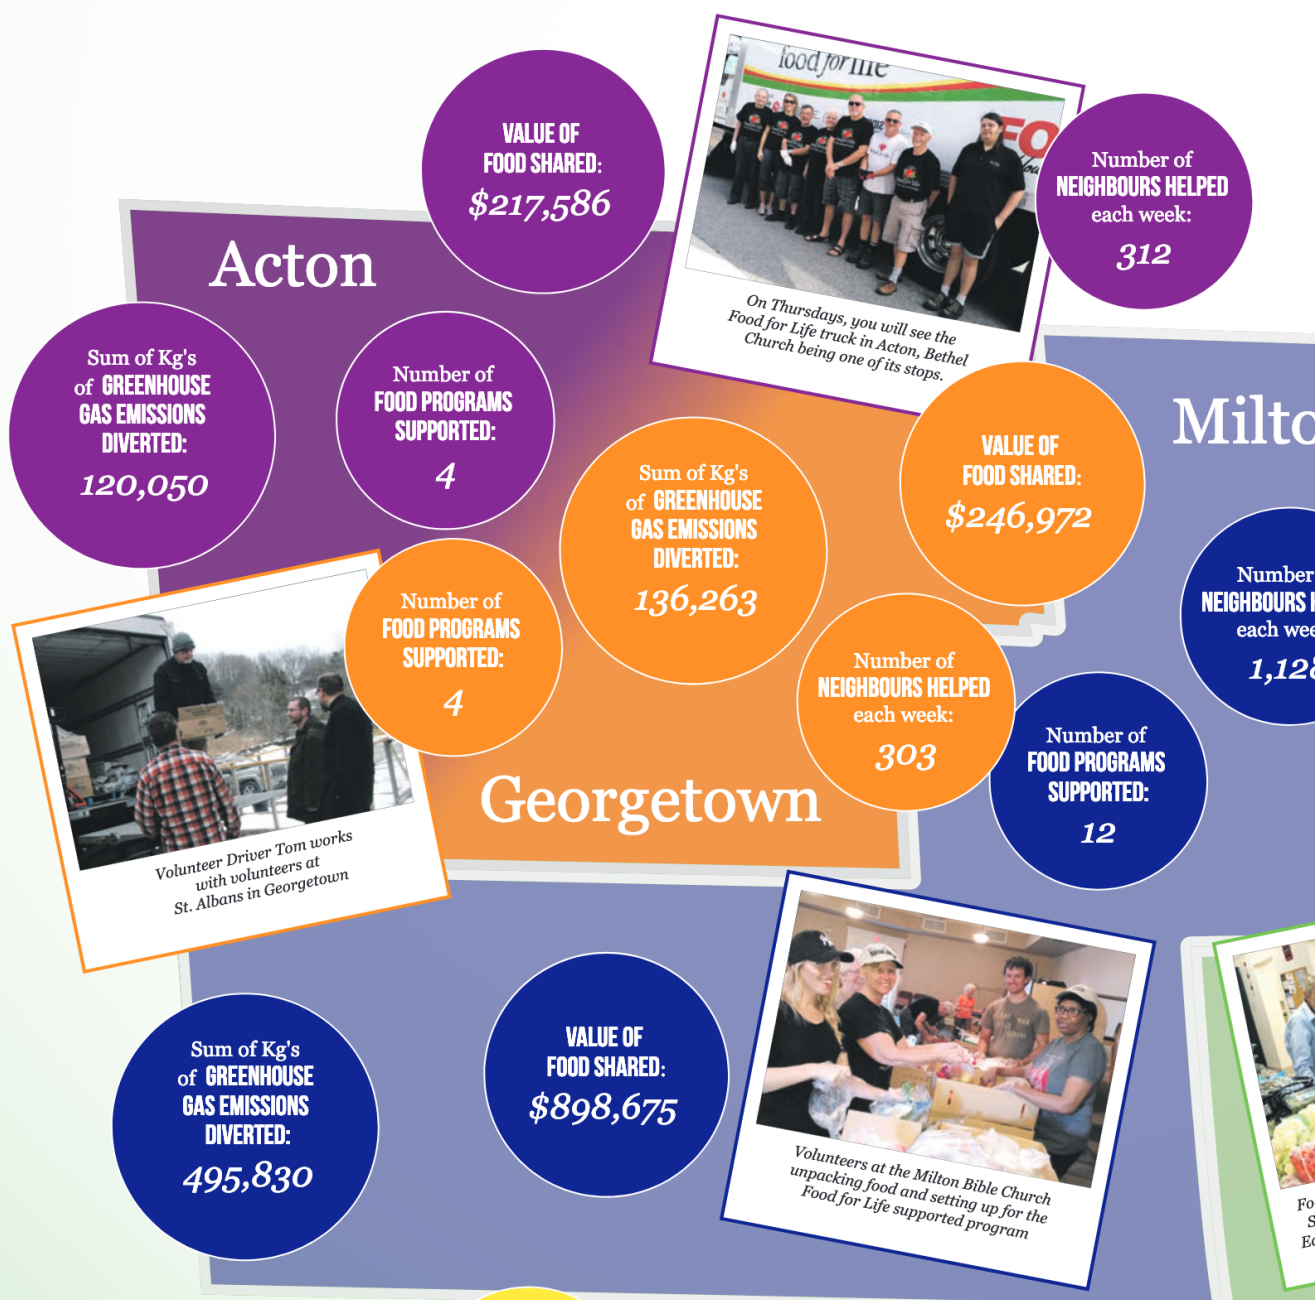 food for life
FO
VALUE OF
FOOD SHARED:
$217,586
Number of
NEIGHBOURS HELPED
each week:
312
Acton
On Thursdays, you will see the
Food for Life truck in Acton, Bethel
Church being one of its stops.
Sum of Kg's
of GREENHOUSE
GAS EMISSIONS
DIVERTED:
120,050
Number of
FOOD PROGRAMS
SUPPORTED:
4
Milto
VALUE OF
FOOD SHARED:
$246,972
Sum of Kg's
of GREENHOUSE
GAS EMISSIONS
DIVERTED:
136,263
Number of
FOOD PROGRAMS
SUPPORTED:
4
Number
NEIGHBOURS
each wee
1,128
Number of
NEIGHBOURS HELPED
each week:
303
Number of
FOOD PROGRAMS
SUPPORTED:
12
Georgetown
Volunteer Driver Tom works
with volunteers at
St. Albans in Georgetown
Sum of Kg's
of GREENHOUSE
GAS EMISSIONS
DIVERTED:
495,830
VALUE OF
FOOD SHARED:
$898,675
Volunteers at the Milton Bible Church
unpacking food and setting up for the
Food for Life supported program
Fo
S
Ec